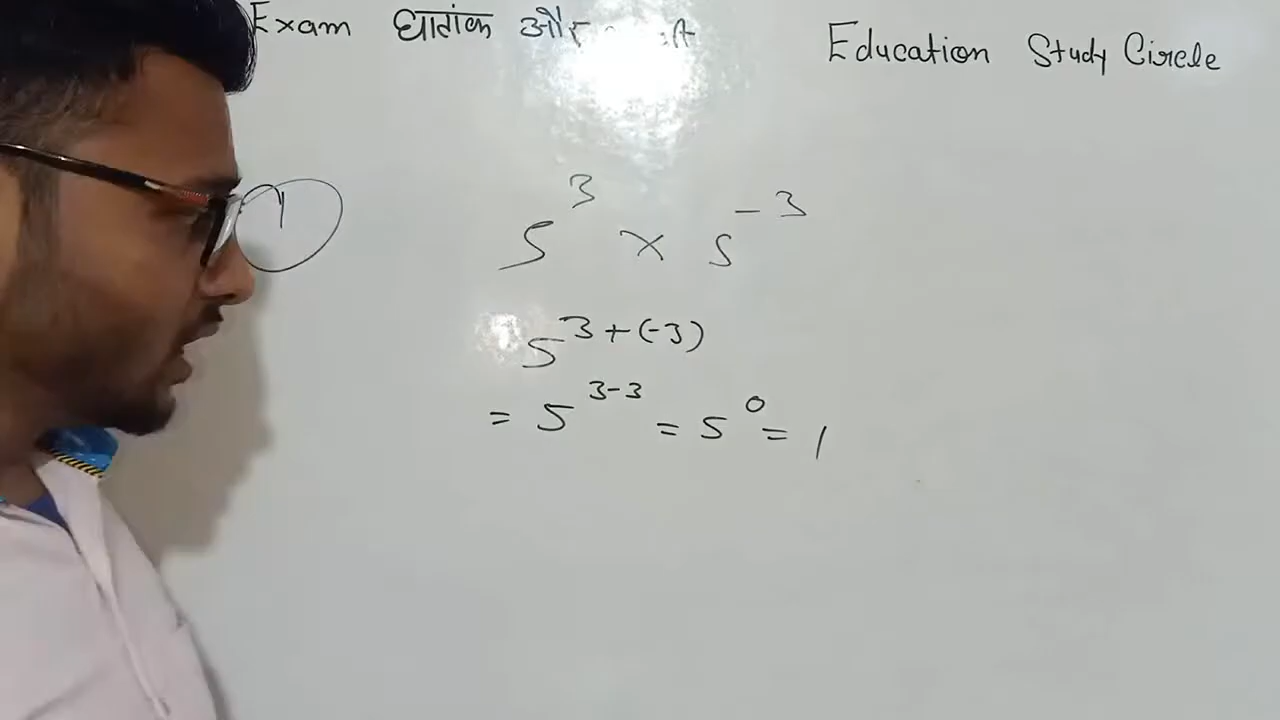 Exam घातांक और
Education Study Circle
1
5³ × 5⁻³
5³⁺⁽⁻³⁾
= 5³⁻³ = 5⁰ = 1